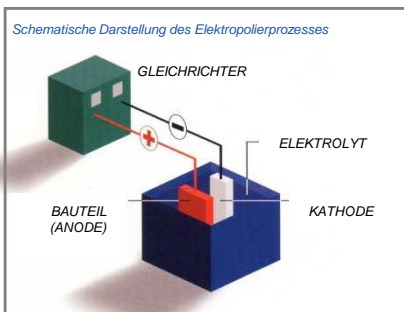 Schematische Darstellung des Elektropolierprozesses
GLEICHRICHTER
ELEKTROLYT
BAUTEIL
(ANODE)
KATHODE